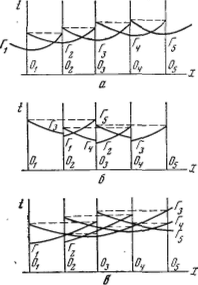 t
Г₁ Г₂ Г₃ Г₄ Г₅
O₁ O₂ O₃ O₄ O₅ x
а
t
Г₃ Г₅
Г₁ Г₄ Г₂ Г₃
O₁ O₂ O₃ O₄ O₅ x
б
t
Г₃
Г₄
Г₁ Г₂ Г₅
O₁ O₂ O₃ O₄ O₅ x
в